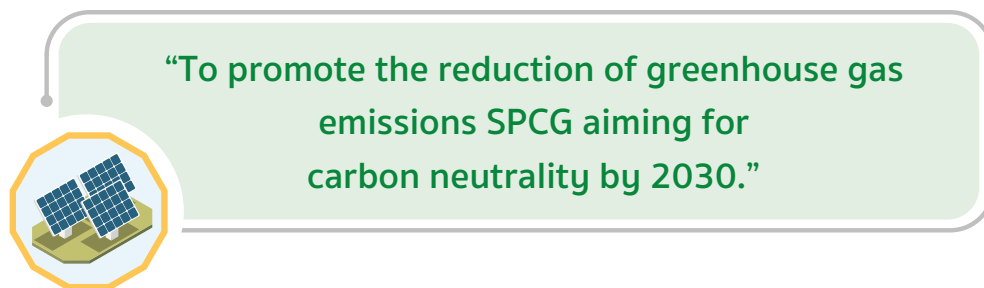 “To promote the reduction of greenhouse gas
emissions SPCG aiming for
carbon neutrality by 2030.”